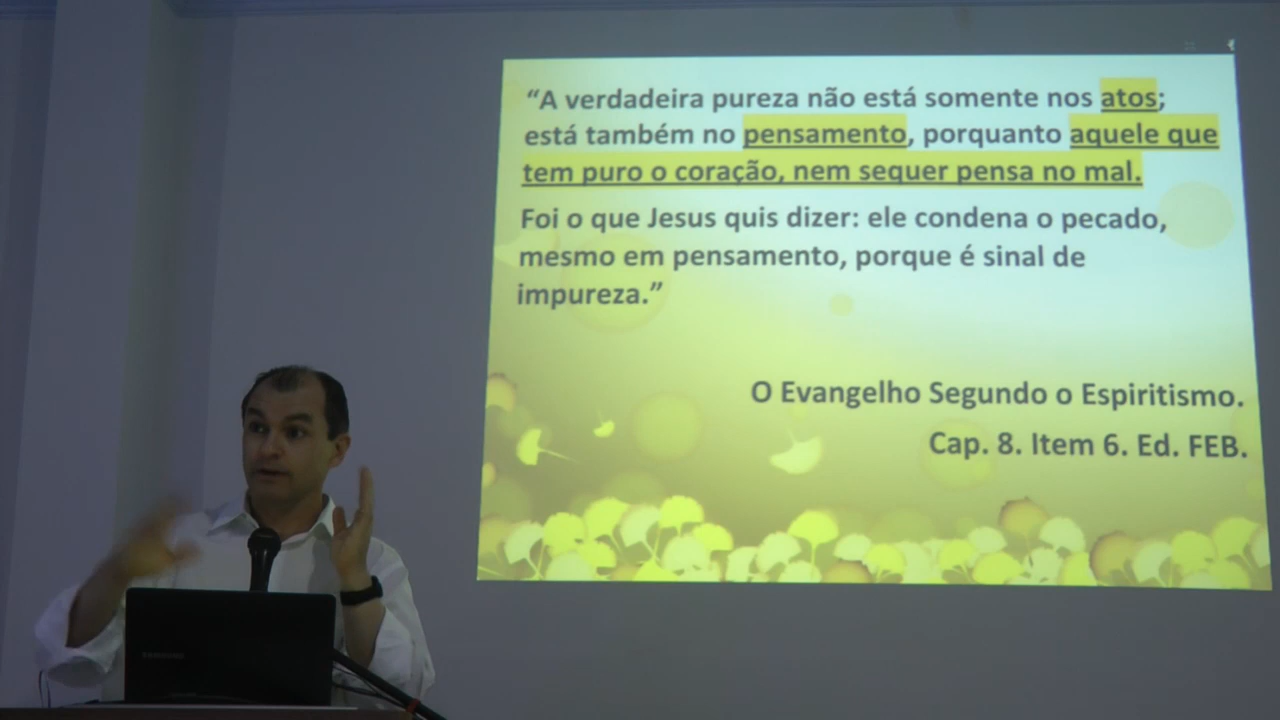 “A verdadeira pureza não está somente nos atos;
está também no pensamento, porquanto aquele que
tem puro o coração, nem sequer pensa no mal.
Foi o que Jesus quis dizer: ele condena o pecado,
mesmo em pensamento, porque é sinal de
impureza.”
O Evangelho Segundo o Espiritismo.
Cap. 8. Item 6. Ed. FEB.
SAMSUNG